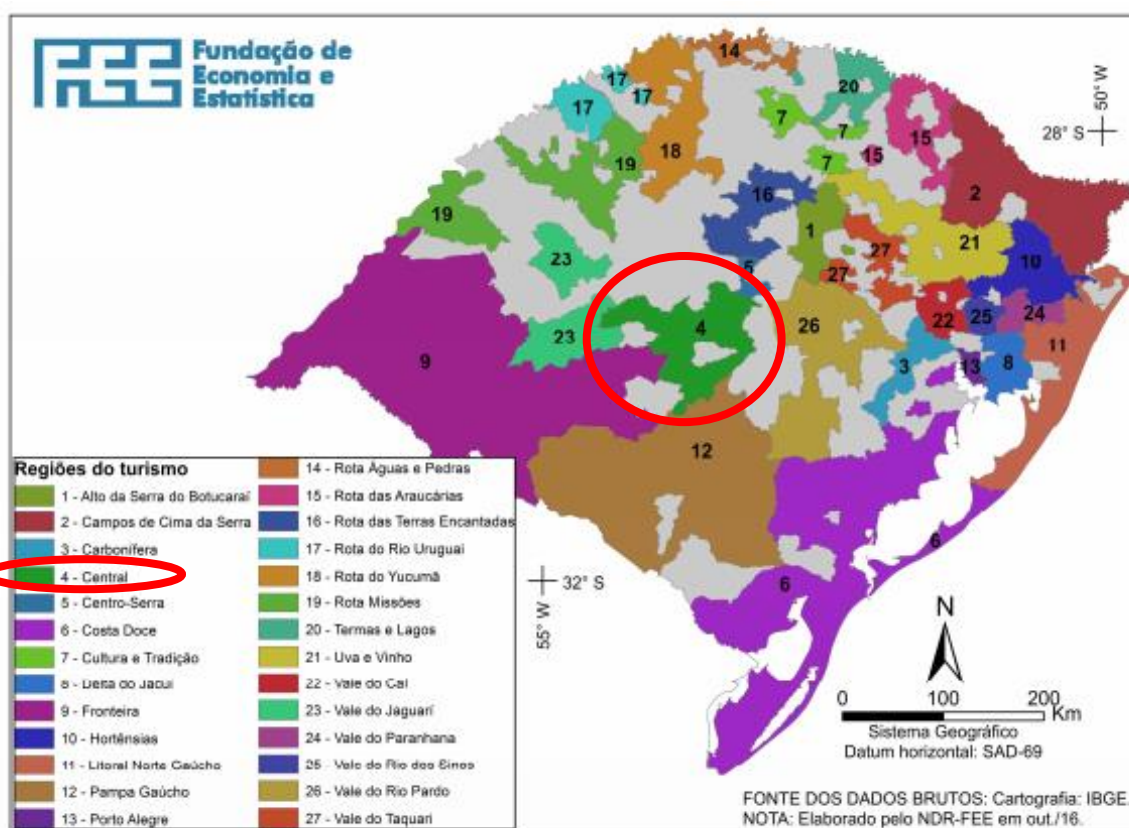 FEE
Fundação de
Economia e
Estatística
14
17
17
17
20
50° W
28° S
7
7
7
15
15
19
18
19
16
2
1
21
27
27
10
23
5
4
26
22
25
24
23
9
3
13
8
11
12
6
6
32° S
55° W
Regiões do turismo
1 - Alto da Serra do Botucaraí
2 - Campos de Cima da Serra
3 - Carbonífera
4 - Central
5 - Centro-Serra
6 - Costa Doce
7 - Cultura e Tradição
8 - Delta do Jacuí
9 - Fronteira
10 - Hortênsias
11 - Litoral Norte Gaúcho
12 - Pampa Gaúcho
13 - Porto Alegre
14 - Rota Águas e Pedras
15 - Rota das Araucárias
16 - Rota das Terras Encantadas
17 - Rota do Rio Uruguai
18 - Rota do Yucumã
19 - Rota Missões
20 - Termas e Lagos
21 - Uva e Vinho
22 - Vale do Caí
23 - Vale do Jaguari
24 - Vale do Paranhana
25 - Vale do Rio dos Sinos
26 - Vale do Rio Pardo
27 - Vale do Taquari
N
0 100 200
Km
Sistema Geográfico
Datum horizontal: SAD-69
FONTE DOS DADOS BRUTOS: Cartografia: IBGE.
NOTA: Elaborado pelo NDR-FEE em out./16.